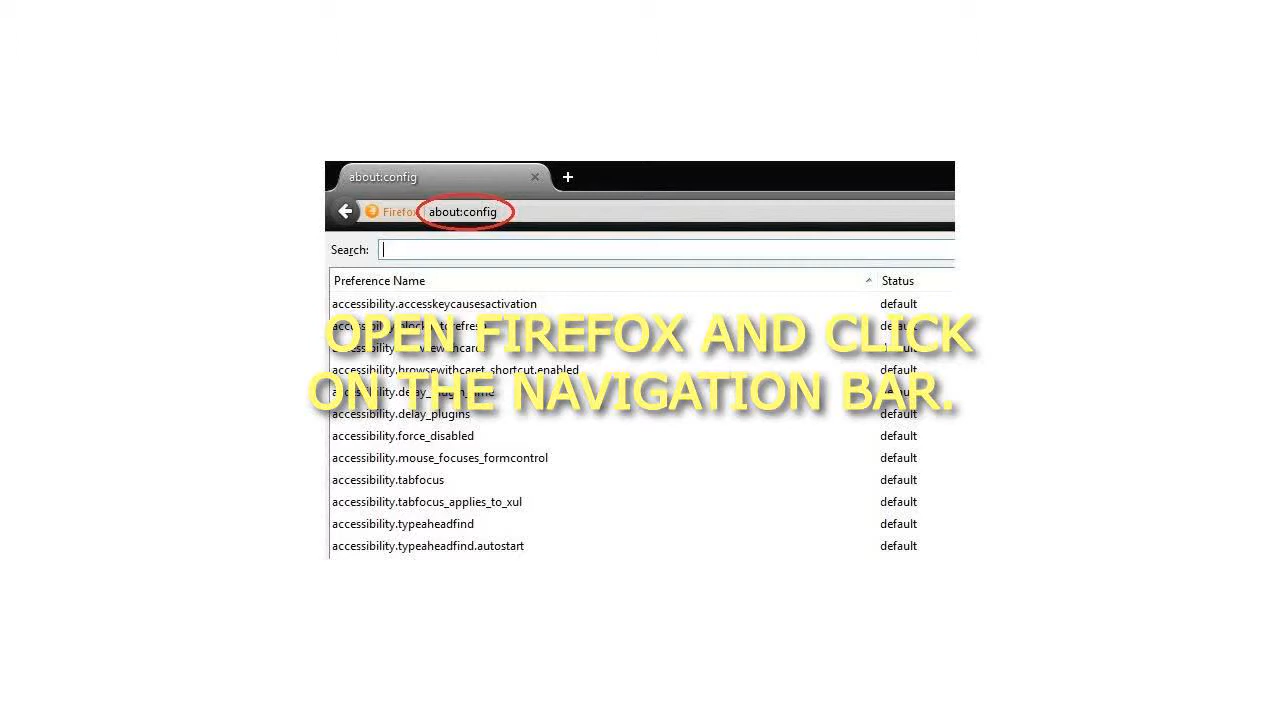 about:config
Firefox about:config
Search:
Preference Name Status
accessibility.accesskeycausesactivation default
OPEN FIREFOX AND CLICK
default
accessibility.browsewithcaret_shortcut.enabled default
ON THE NAVIGATION BAR.
accessibility.delay_plugins default
accessibility.force_disabled default
accessibility.mouse_focuses_formcontrol default
accessibility.tabfocus default
accessibility.tabfocus_applies_to_xul default
accessibility.typeaheadfind default
accessibility.typeaheadfind.autostart default